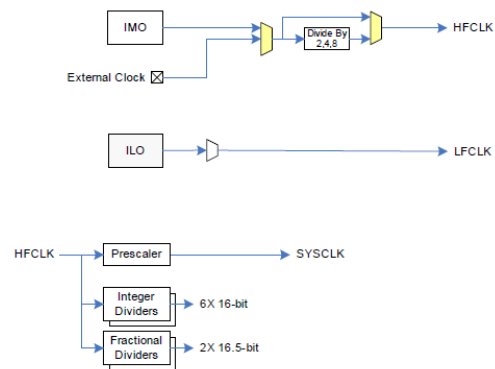 IMO
External Clock
Divide By
2,4,8
HFCLK
ILO
LFCLK
HFCLK
Prescaler
SYSCLK
Integer
Dividers
6X 16-bit
Fractional
Dividers
2X 16.5-bit